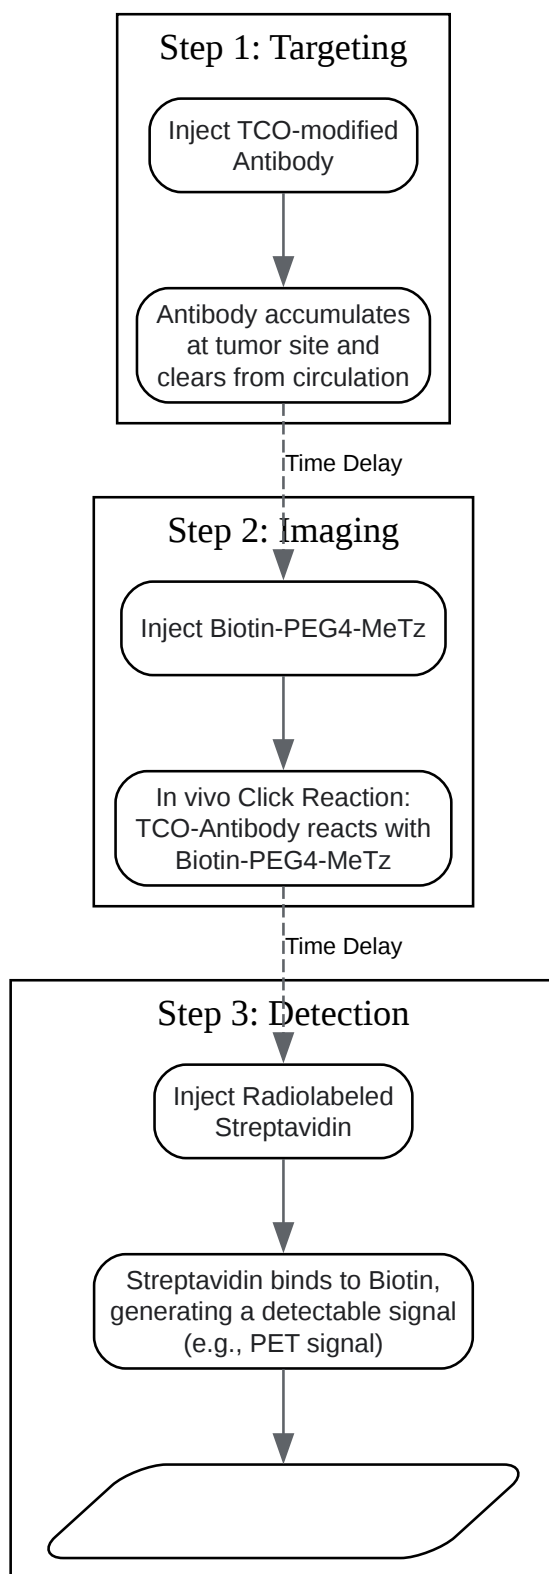 Step 1: Targeting
Inject TCO-modified
Antibody
Antibody accumulates
at tumor site and
clears from circulation
Time Delay
Step 2: Imaging
Inject Biotin-PEG4-MeTz
In vivo Click Reaction:
TCO-Antibody reacts with
Biotin-PEG4-MeTz
Time Delay
Step 3: Detection
Inject Radiolabeled
Streptavidin
Streptavidin binds to Biotin,
generating a detectable signal
(e.g., PET signal)